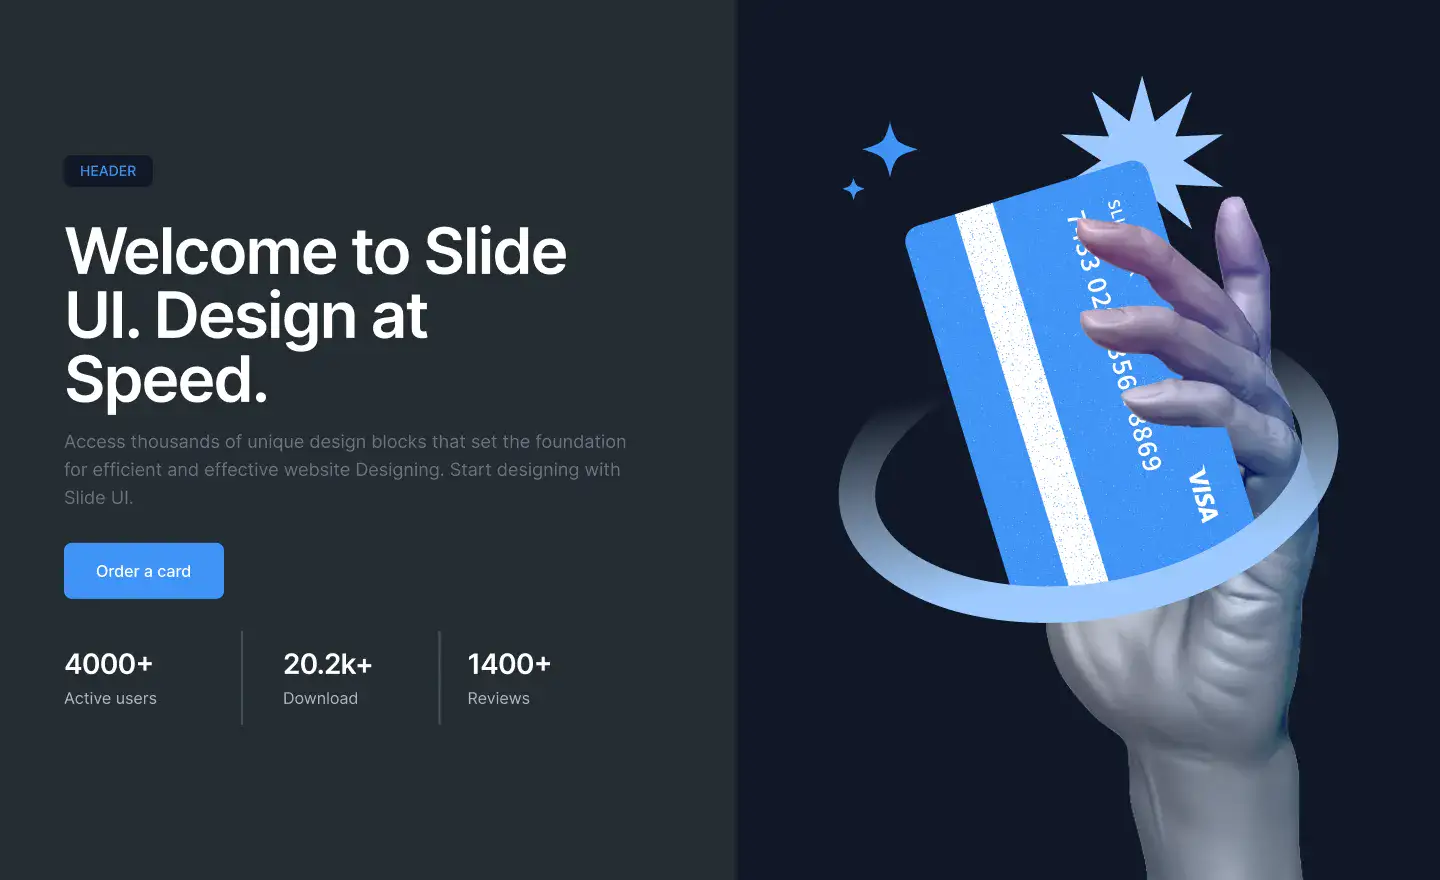 HEADER
Welcome to Slide
UI. Design at
Speed.
Access thousands of unique design blocks that set the foundation
for efficient and effective website Designing. Start designing with
Slide UI.
Order a card
4000+
Active users
20.2k+
Download
1400+
Reviews
02
8869
VISA